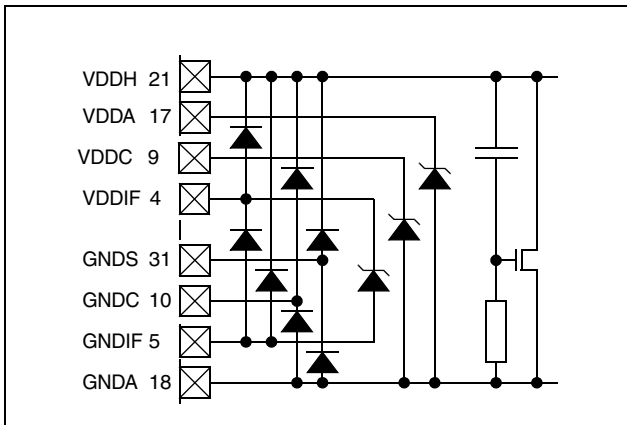 VDDH 21
VDDA 17
VDDC 9
VDDIF 4
GNDS 31
GNDC 10
GNDIF 5
GNDA 18